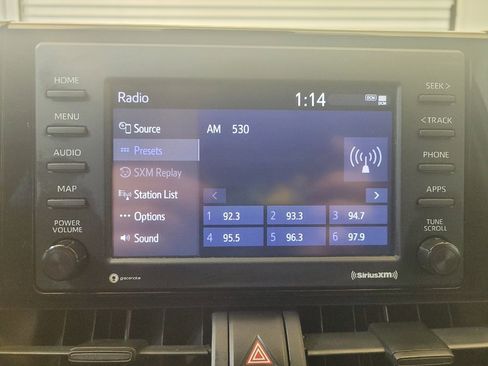 HOME
MENU
AUDIO
MAP
POWER
VOLUME
Radio
1:14
DCM
DCM
Source
Presets
SXM Replay
Station List
Options
Sound
AM 530
< >
1 92.3 2 93.3 3 94.7
4 95.5 5 96.3 6 97.9
SEEK >
< TRACK
PHONE
APPS
TUNE
SCROLL
gracenote
SiriusXM